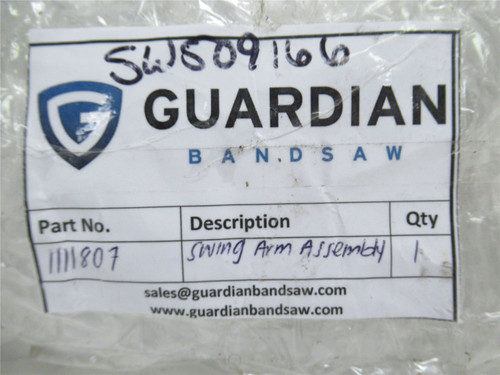 SW509166
GUARDIAN
BANDSAW
Part No. Description Qty
1111807 Swing Arm Assembly 1
sales@guardianbandsaw.com
www.guardianbandsaw.com